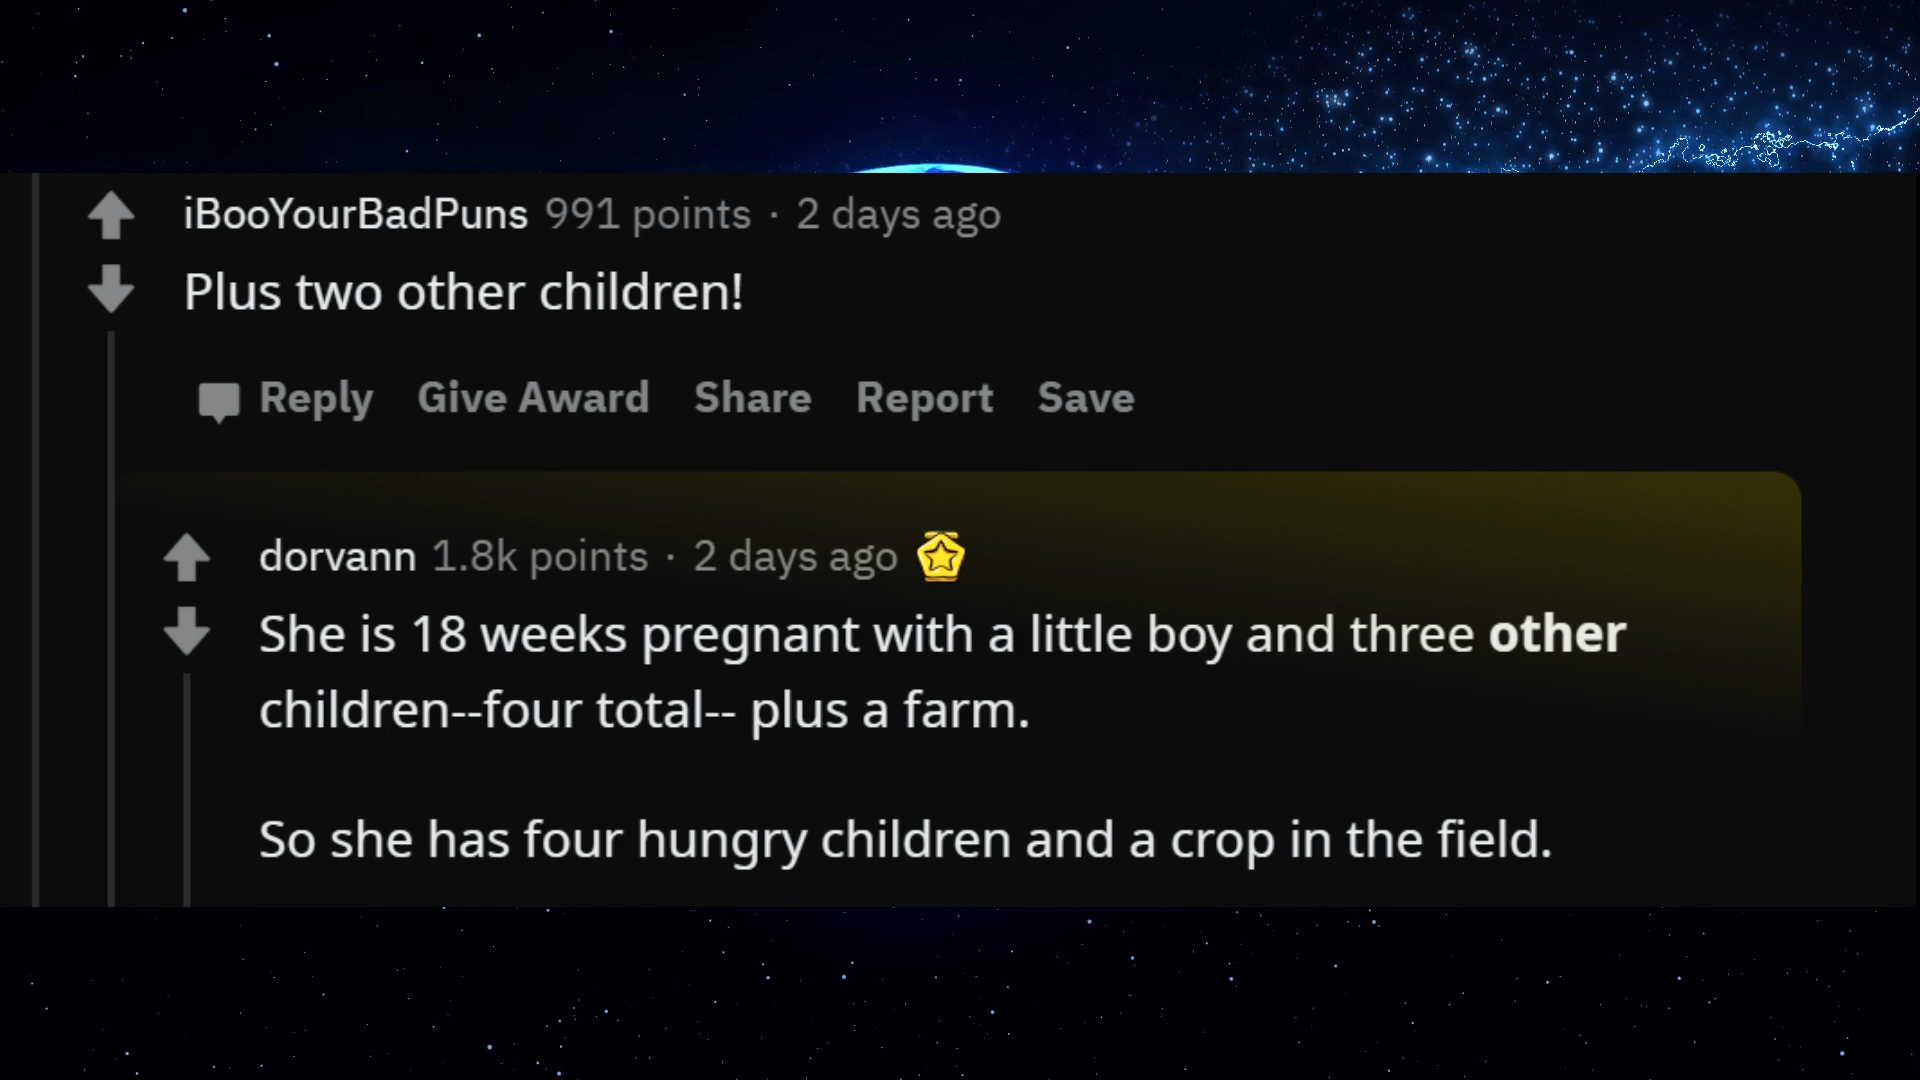 iBooYourBadPuns 991 points · 2 days ago
Plus two other children!
Reply Give Award Share Report Save
dorvann 1.8k points · 2 days ago
She is 18 weeks pregnant with a little boy and three other
children--four total-- plus a farm.
So she has four hungry children and a crop in the field.